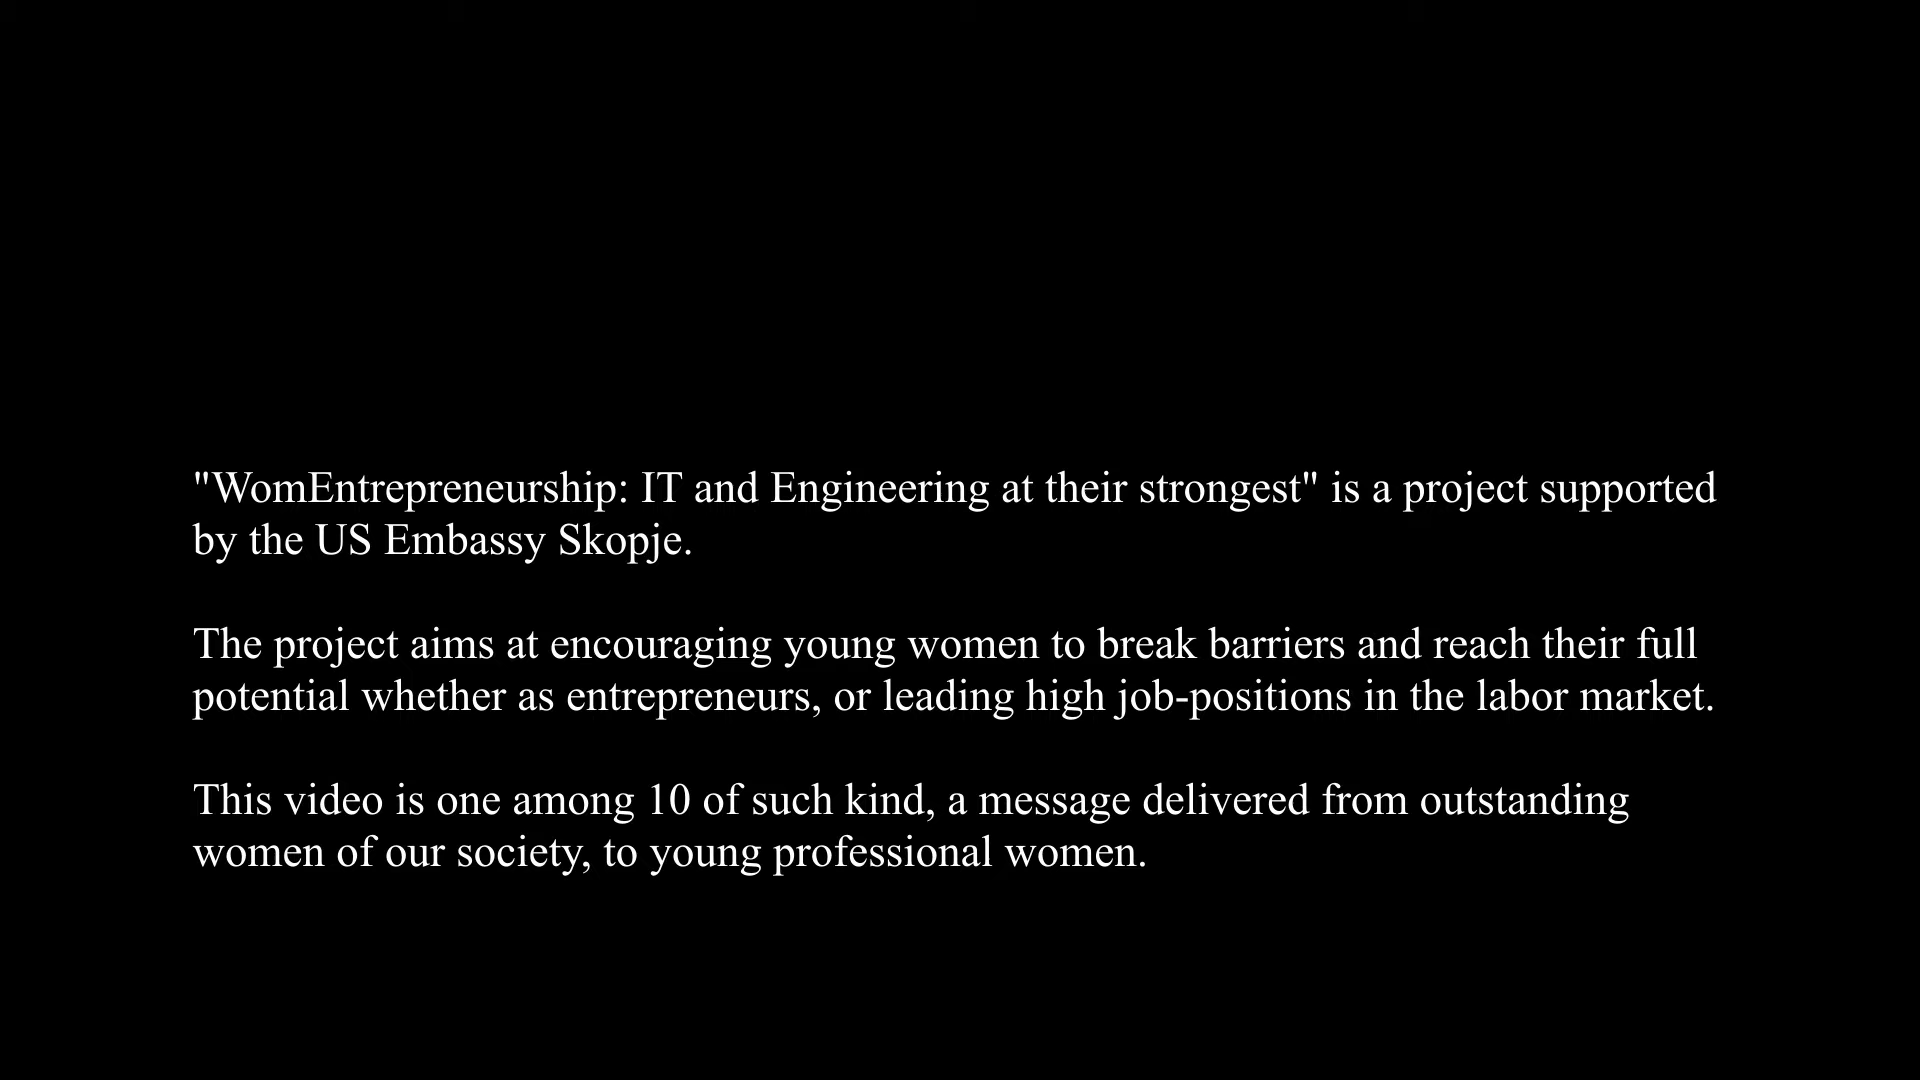 "WomEntrepreneurship: IT and Engineering at their strongest" is a project supported
by the US Embassy Skopje.
The project aims at encouraging young women to break barriers and reach their full
potential whether as entrepreneurs, or leading high job-positions in the labor market.
This video is one among 10 of such kind, a message delivered from outstanding
women of our society, to young professional women.